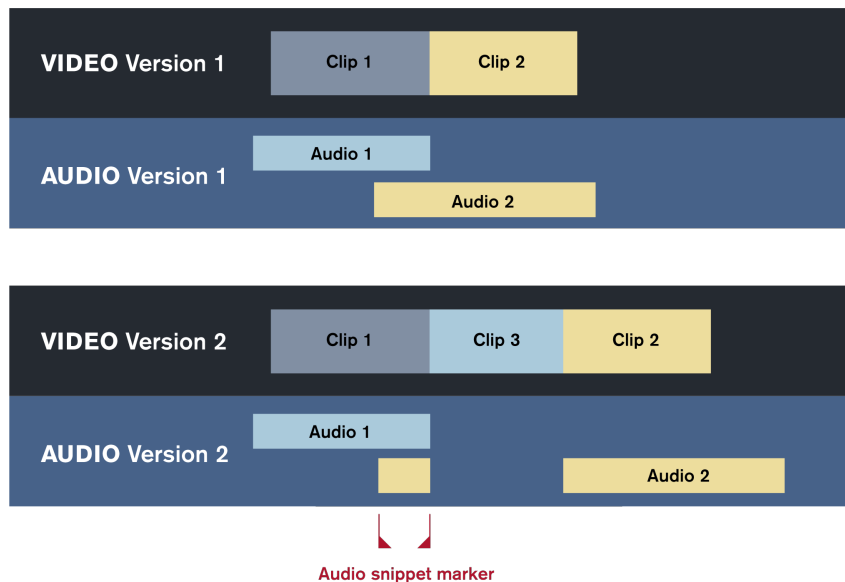 VIDEO Version 1
Clip 1
Clip 2
AUDIO Version 1
Audio 1
Audio 2
VIDEO Version 2
Clip 1
Clip 3
Clip 2
AUDIO Version 2
Audio 1
Audio 2
Audio snippet marker